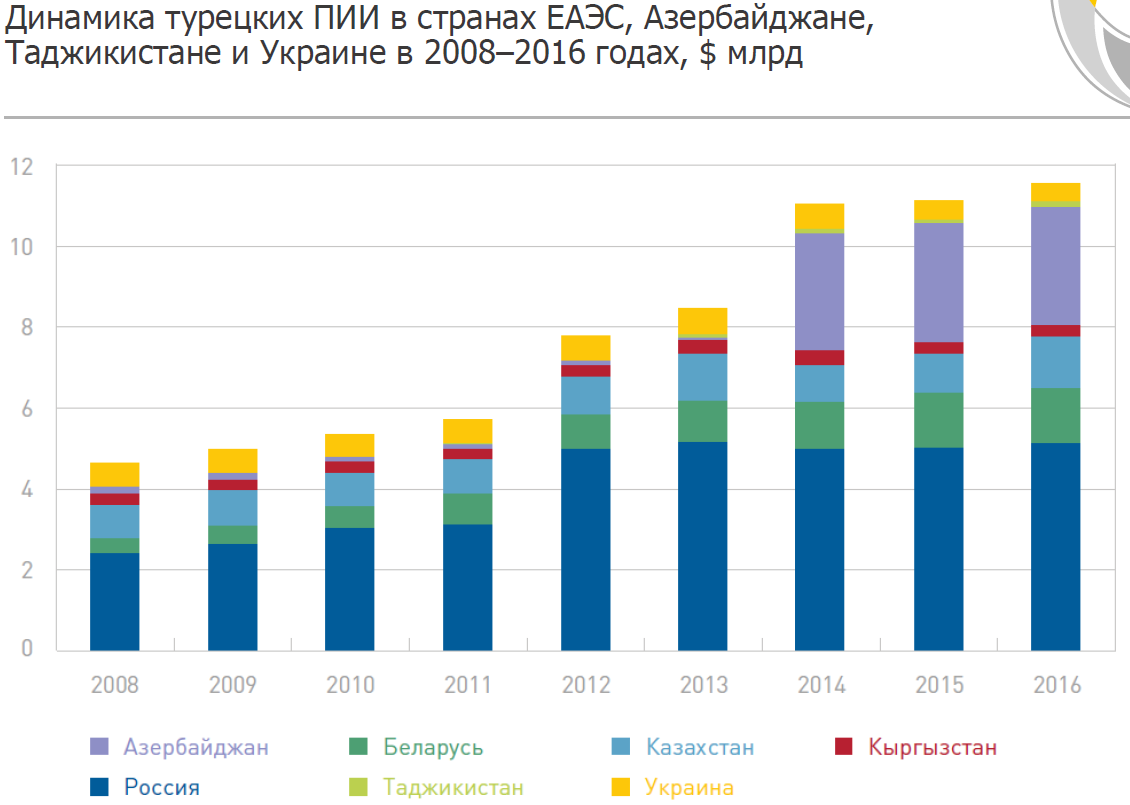 Динамика турецких ПИИ в странах ЕАЭС, Азербайджане,
Таджикистане и Украине в 2008–2016 годах, $ млрд
12
10
8
6
4
2
0
2008 2009 2010 2011 2012 2013 2014 2015 2016
Азербайджан Беларусь Казахстан Кыргызстан
Россия Таджикистан Украина